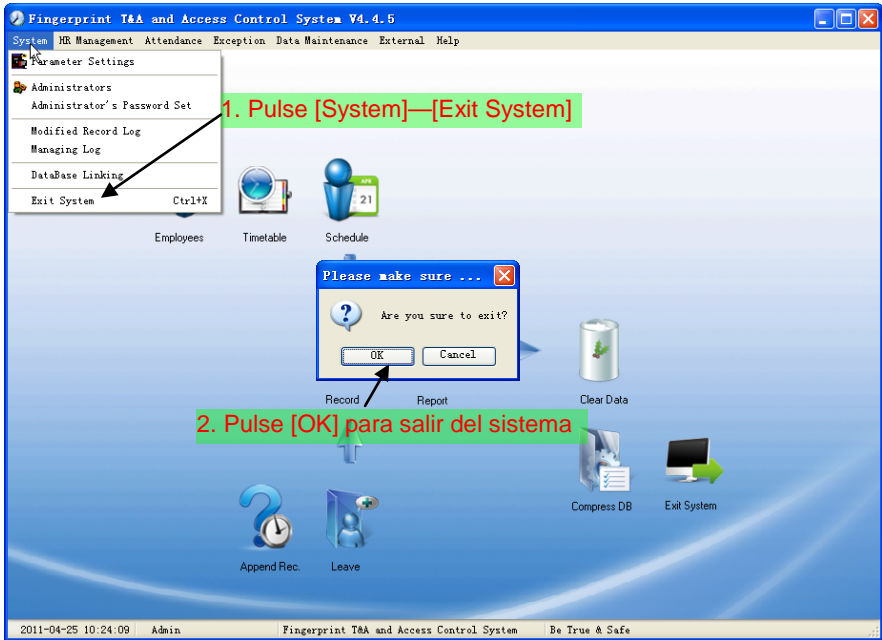 Fingerprint T&A and Access Control System V4.4.5
System HR Management Attendance Exception Data Maintenance External Help
Parameter Settings
Administrators
Administrator's Password Set
1. Pulse [System]—[Exit System]
Modified Record Log
Managing Log
DataBase Linking
Exit System Ctrl+X
APR
21
Employees Timetable Schedule
Please make sure ...
Are you sure to exit?
OK Cancel
Record Report Clear Data
2. Pulse [OK] para salir del sistema
Compress DB Exit System
Append Rec. Leave
2011-04-25 10:24:09 Admin Fingerprint T&A and Access Control System Be True & Safe